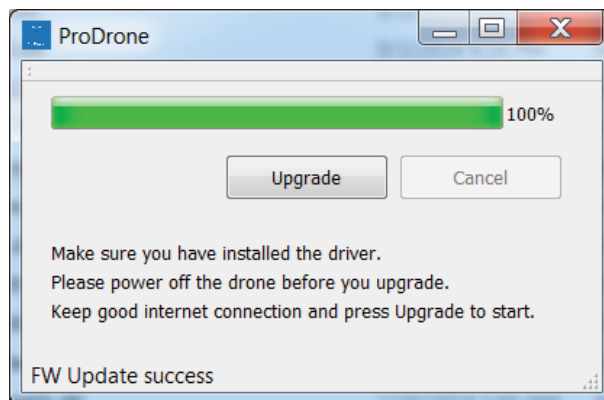 ProDrone
100%
Upgrade
Cancel
Make sure you have installed the driver.
Please power off the drone before you upgrade.
Keep good internet connection and press Upgrade to start.
FW Update success